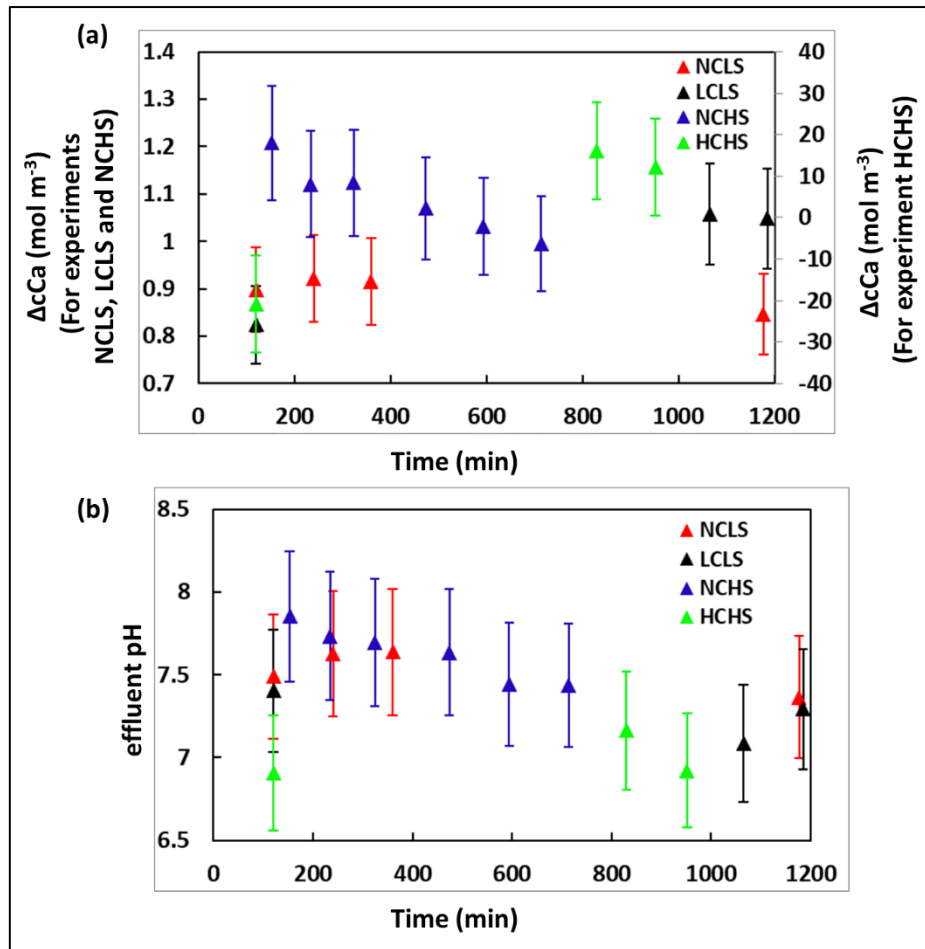 (a)
ΔcCa (mol m⁻³)
(For experiments
NCLS, LCLS and NCHS)
1.4
1.3
1.2
1.1
1
0.9
0.8
0.7
NCLS
LCLS
NCHS
HCHS
40
30
20
10
0
-10
-20
-30
-40
ΔcCa (mol m⁻³)
(For experiment HCHS)
0 200 400 600 800 1000 1200
Time (min)
(b)
effluent pH
8.5
8
7.5
7
6.5
NCLS
LCLS
NCHS
HCHS
0 200 400 600 800 1000 1200
Time (min)